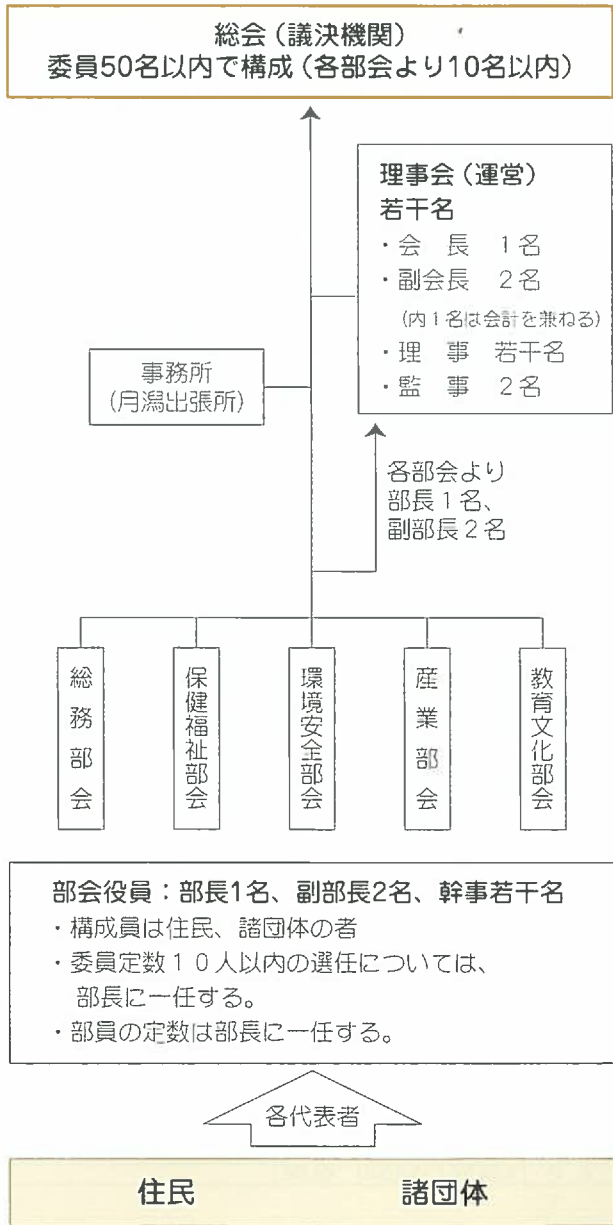 総会（議決機関）
委員50名以内で構成（各部会より10名以内）
理事会（運営）
若干名
・会　長　1名
・副会長　2名
（内1名は会計を兼ねる）
・理　事　若干名
・監　事　2名
事務所
（月潟出張所）
各部会より
部長1名、
副部長2名
総務部会
保健福祉部会
環境安全部会
産業部会
教育文化部会
部会役員：部長1名、副部長2名、幹事若干名
・構成員は住民、諸団体の者
・委員定数１０人以内の選任については、
部長に一任する。
・部員の定数は部長に一任する。
各代表者
住民　諸団体